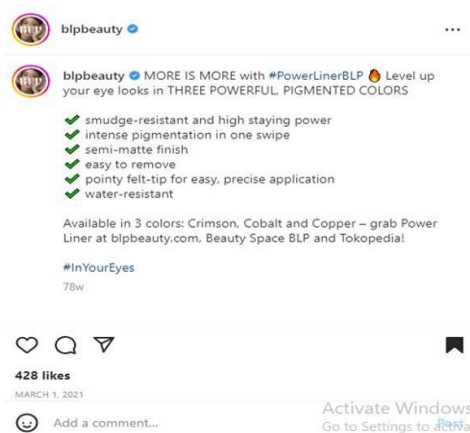 blpbeauty
blpbeauty MORE IS MORE with #PowerLinerBLP 🔥 Level up
your eye looks in THREE POWERFUL, PIGMENTED COLORS
✔ smudge-resistant and high staying power
✔ intense pigmentation in one swipe
✔ semi-matte finish
✔ easy to remove
✔ pointy felt-tip for easy, precise application
✔ water-resistant
Available in 3 colors: Crimson, Cobalt and Copper – grab Power
Liner at blpbeauty.com, Beauty Space BLP and Tokopedia!
#InYourEyes
78w
428 likes
MARCH 1, 2021
Activate Windows
Add a comment...
Go to Settings to activa
Post